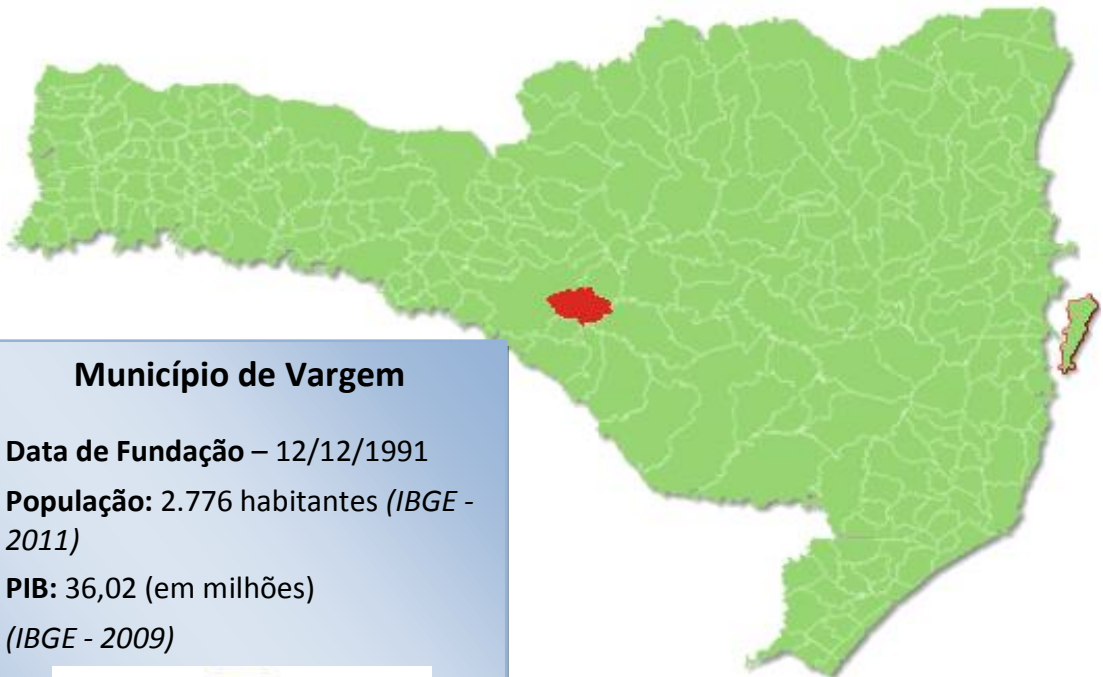 Município de Vargem
Data de Fundação – 12/12/1991
População: 2.776 habitantes (IBGE -
2011)
PIB: 36,02 (em milhões)
(IBGE - 2009)